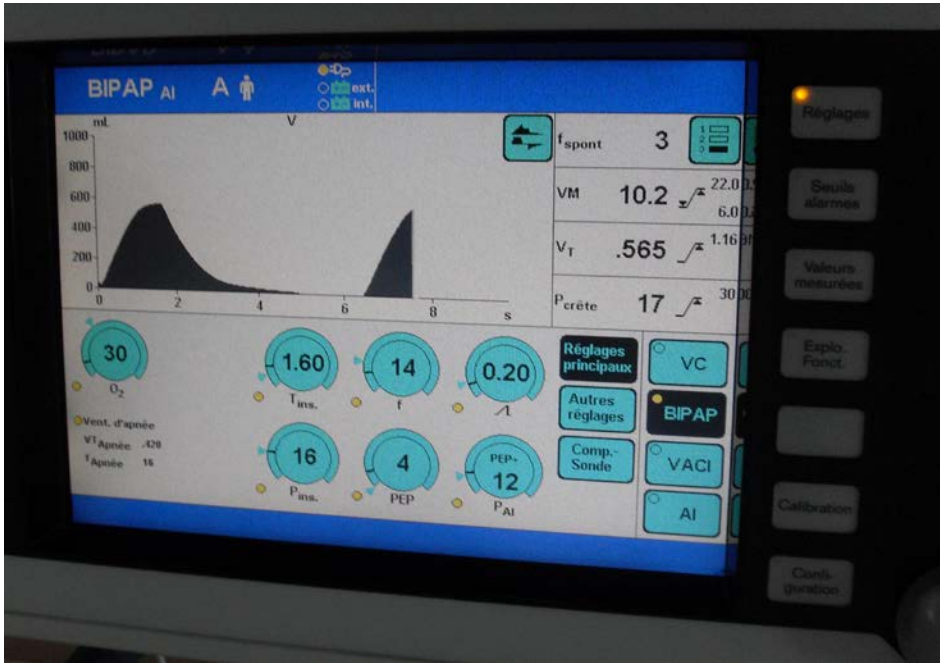 BIPAP AI A
ext.
int.
mL V
1000
800
600
400
200
0
0 2 4 6 8 s
fspont 3
1
2
3
VM 10.2 22.0
6.0
VT .565 1.16
Pcrête 17 30
30
O2
1.60
Tins.
14
f
0.20
Vent. d'apnée
VTApnée .420
fApnée 16
16
Pins.
4
PEP
PEP+
12
PAI
Réglages
principaux
Autres
réglages
Comp.-
Sonde
VC
BIPAP
VACI
AI
Réglages
Seuils
alarmes
Valeurs
mesurées
Explo.
Fonct.
Calibration
Confi-
guration